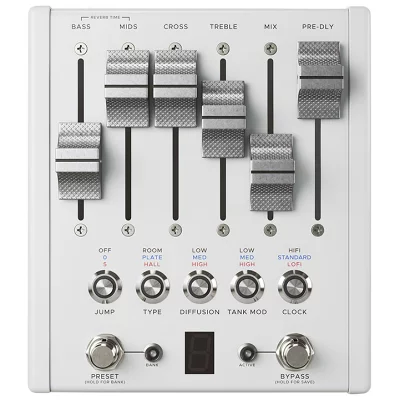 REVERB TIME
BASS MIDS CROSS TREBLE MIX PRE-DLY
OFF ROOM LOW LOW HIFI
0 PLATE MED MED STANDARD
5 HALL HIGH HIGH LOFI
JUMP TYPE DIFFUSION TANK MOD CLOCK
BANK ACTIVE
PRESET BYPASS
(HOLD FOR BANK) (HOLD FOR SAVE)